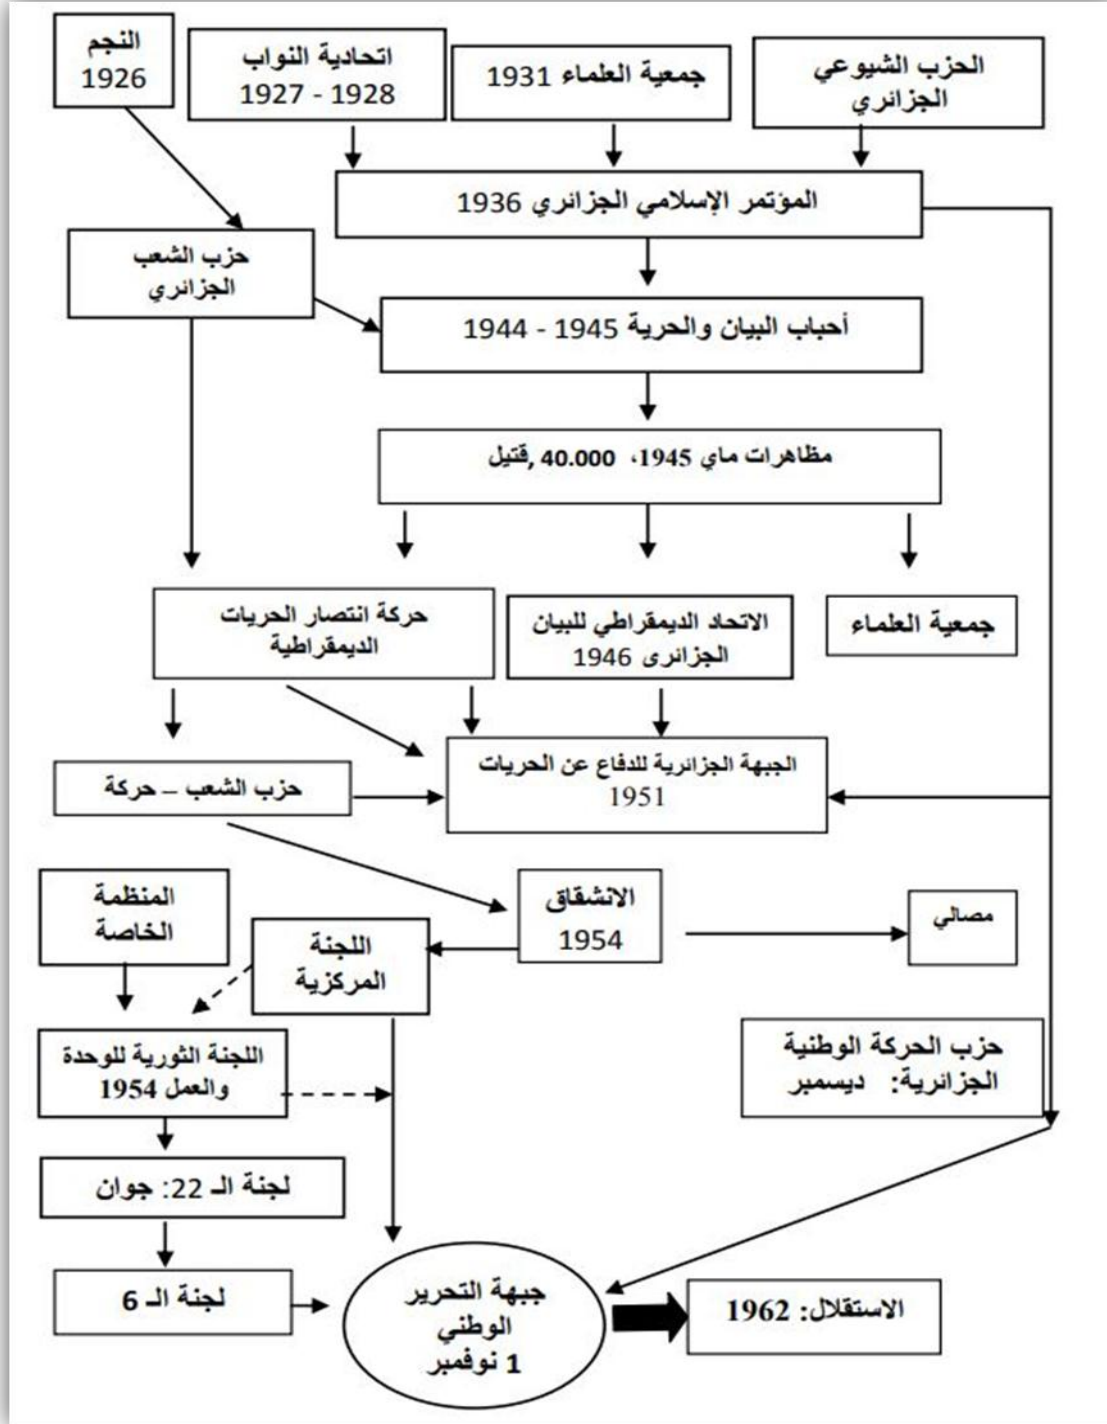 النجم
1926
اتحادية النواب
1927 - 1928
جمعية العلماء 1931
الحزب الشيوعي
الجزائري
المؤتمر الإسلامي الجزائري 1936
حزب الشعب
الجزائري
أحباب البيان والحرية 1945 - 1944
مظاهرات ماي 1945، 40.000 ,قتيل
حركة انتصار الحريات
الديمقراطية
الاتحاد الديمقراطي للبيان
الجزائرى 1946
جمعية العلماء
الجبهة الجزائرية للدفاع عن الحريات
1951
حزب الشعب – حركة
المنظمة
الخاصة
اللجنة
المركزية
الانشقاق
1954
مصالي
اللجنة الثورية للوحدة
والعمل 1954
حزب الحركة الوطنية
الجزائرية: ديسمبر
لجنة الـ 22: جوان
لجنة الـ 6
جبهة التحرير
الوطني
1 نوفمبر
الاستقلال: 1962